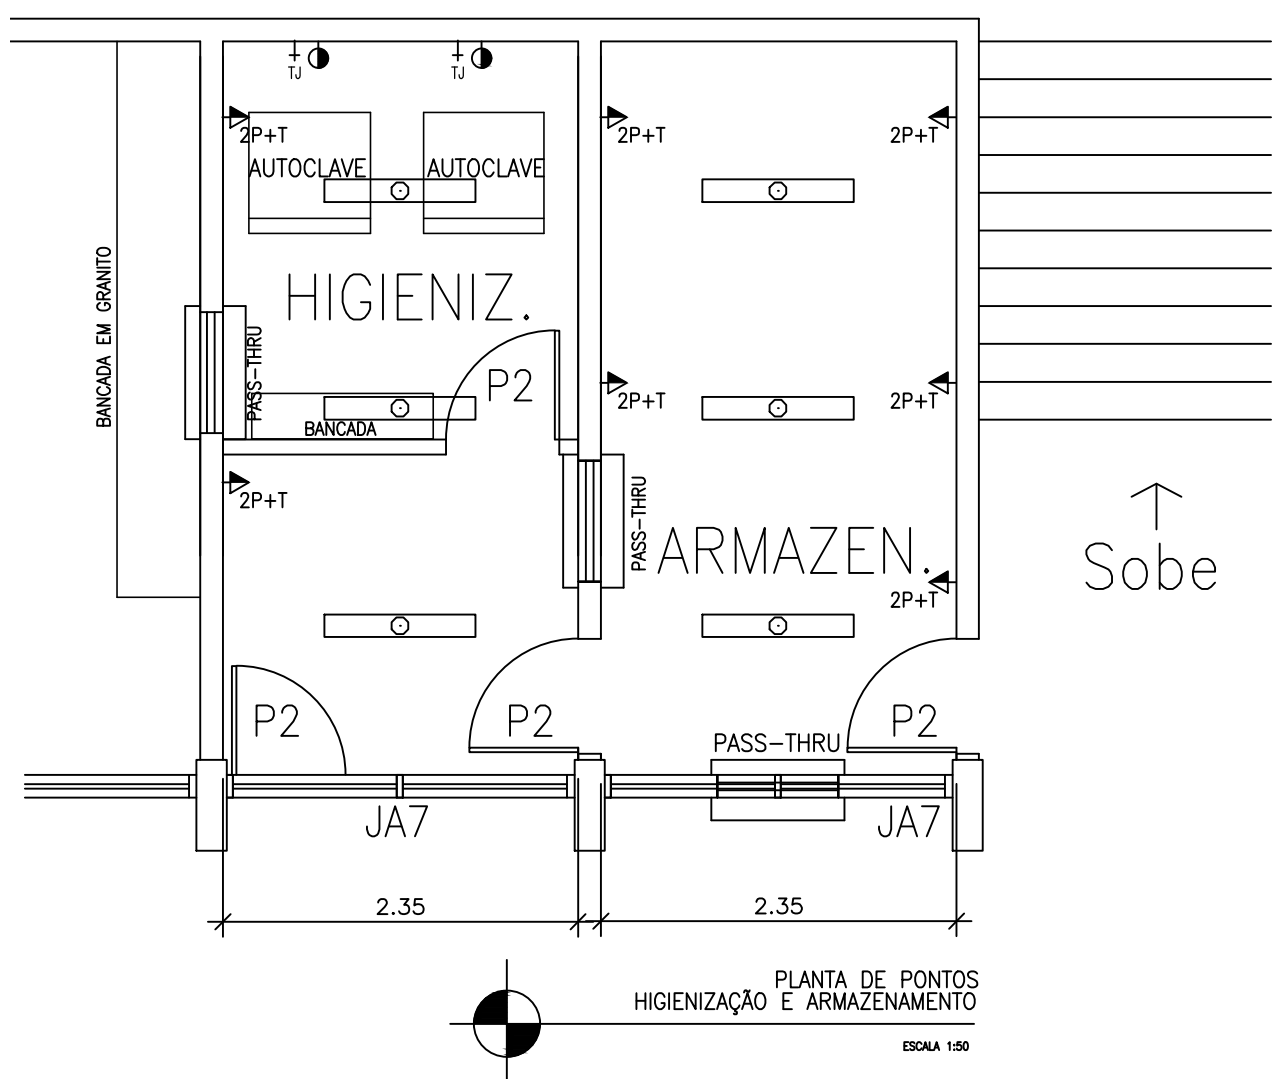 TJ
TJ
2P+T
2P+T
2P+T
AUTOCLAVE
AUTOCLAVE
HIGIENIZ.
BANCADA EM GRANITO
PASS-THRU
P2
2P+T
2P+T
BANCADA
2P+T
PASS-THRU
ARMAZEN.
Sobe
2P+T
P2
P2
P2
PASS-THRU
JA7
JA7
2.35
2.35
PLANTA DE PONTOS
HIGIENIZAÇÃO E ARMAZENAMENTO
ESCALA 1:50